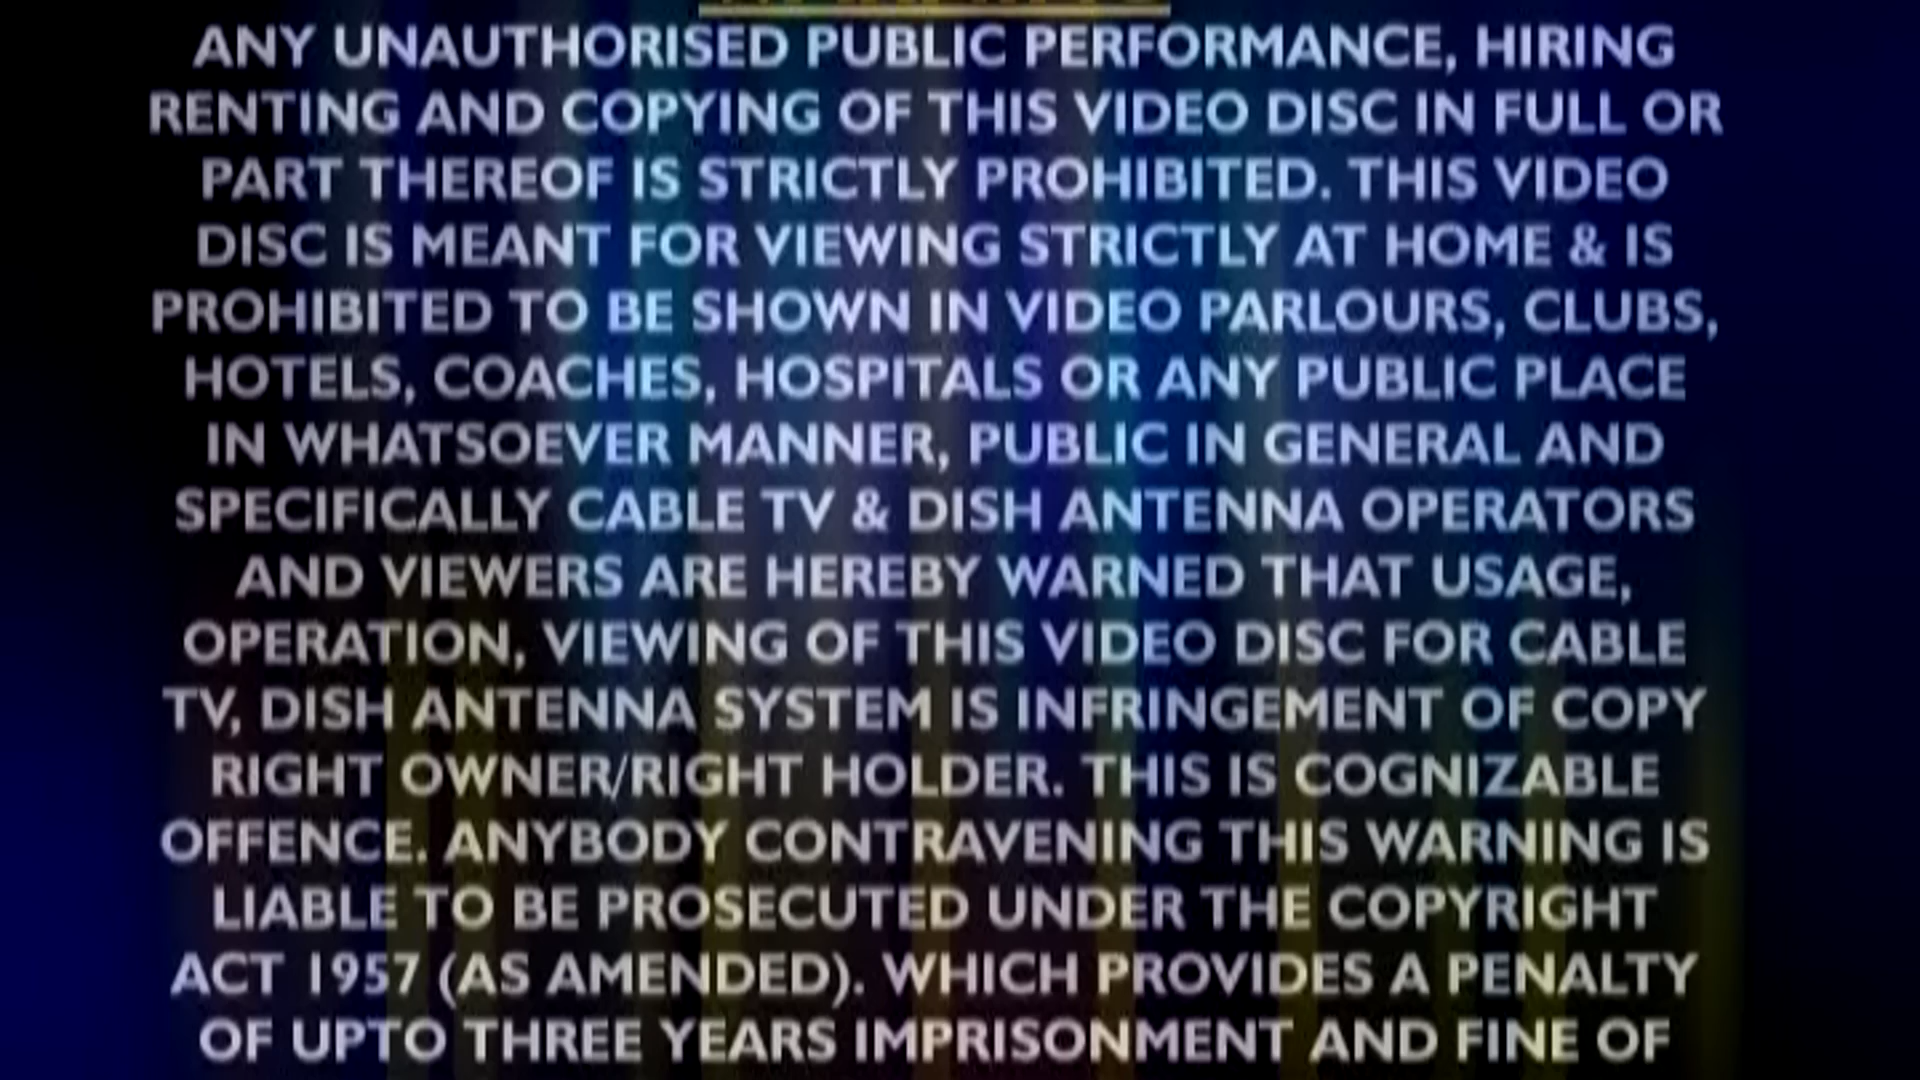 ANY UNAUTHORISED PUBLIC PERFORMANCE, HIRING
RENTING AND COPYING OF THIS VIDEO DISC IN FULL OR
PART THEREOF IS STRICTLY PROHIBITED. THIS VIDEO
DISC IS MEANT FOR VIEWING STRICTLY AT HOME & IS
PROHIBITED TO BE SHOWN IN VIDEO PARLOURS, CLUBS,
HOTELS, COACHES, HOSPITALS OR ANY PUBLIC PLACE
IN WHATSOEVER MANNER, PUBLIC IN GENERAL AND
SPECIFICALLY CABLE TV & DISH ANTENNA OPERATORS
AND VIEWERS ARE HEREBY WARNED THAT USAGE,
OPERATION, VIEWING OF THIS VIDEO DISC FOR CABLE
TV, DISH ANTENNA SYSTEM IS INFRINGEMENT OF COPY
RIGHT OWNER/RIGHT HOLDER. THIS IS COGNIZABLE
OFFENCE. ANYBODY CONTRAVENING THIS WARNING IS
LIABLE TO BE PROSECUTED UNDER THE COPYRIGHT
ACT 1957 (AS AMENDED). WHICH PROVIDES A PENALTY
OF UPTO THREE YEARS IMPRISONMENT AND FINE OF